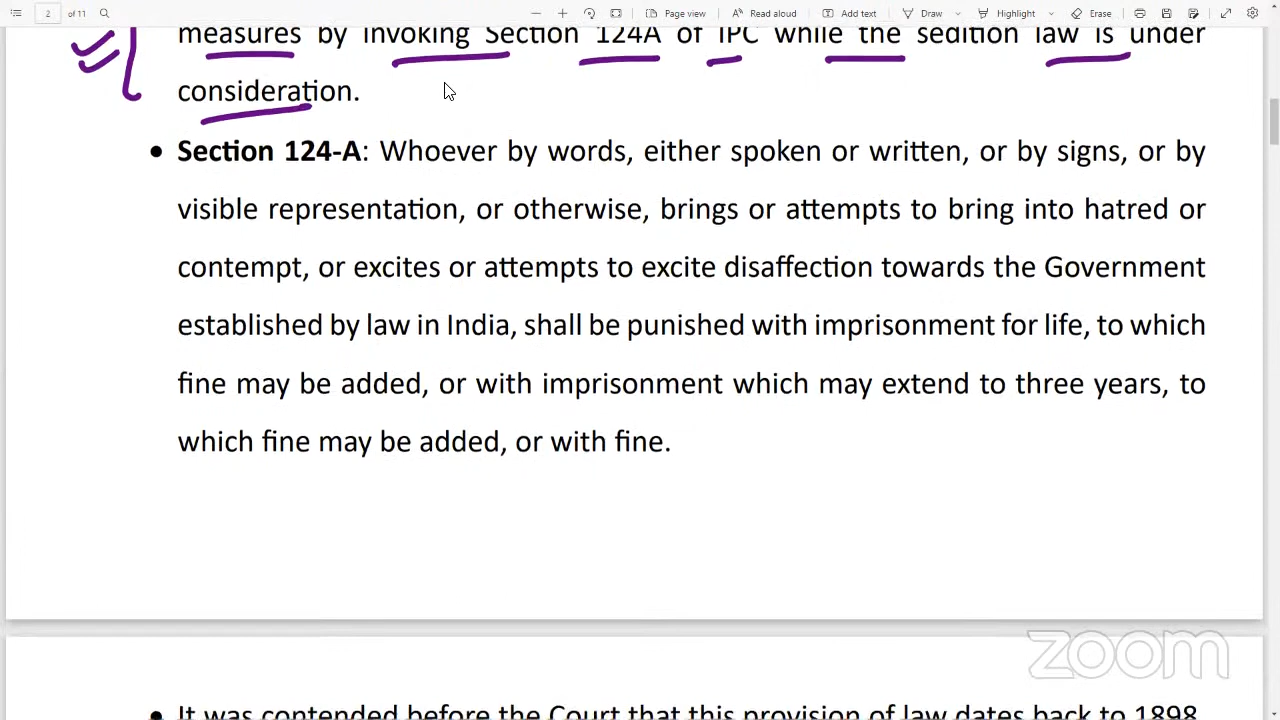 2 of 11 Page view Read aloud Add text Draw Highlight Erase
measures by invoking Section 124A of IPC while the sedition law is under
consideration.
• Section 124-A: Whoever by words, either spoken or written, or by signs, or by
visible representation, or otherwise, brings or attempts to bring into hatred or
contempt, or excites or attempts to excite disaffection towards the Government
established by law in India, shall be punished with imprisonment for life, to which
fine may be added, or with imprisonment which may extend to three years, to
which fine may be added, or with fine.
zoom
• It was contended before the Court that this provision of law dates back to 1898